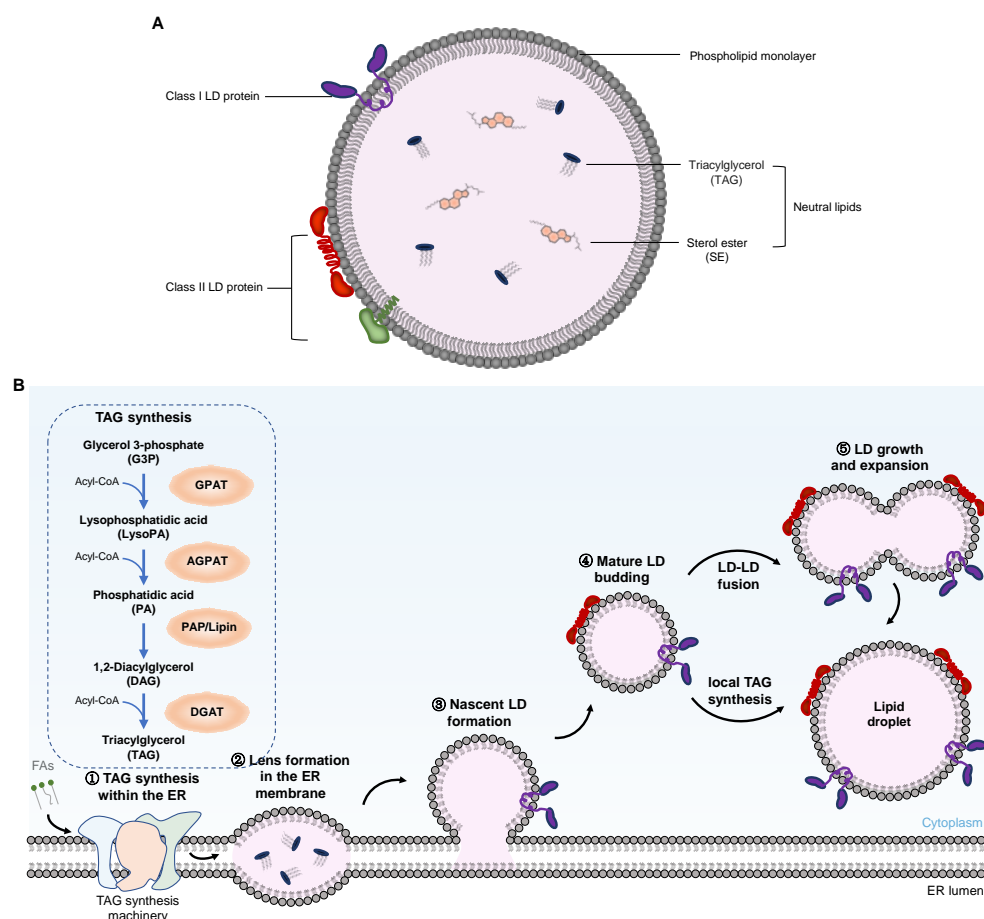 A
Phospholipid monolayer
Class I LD protein
Triacylglycerol
(TAG)
Neutral lipids
Sterol ester
(SE)
Class II LD protein
B
TAG synthesis
Glycerol 3-phosphate
(G3P)
Acyl-CoA
GPAT
Lysophosphatidic acid
(LysoPA)
Acyl-CoA
AGPAT
Phosphatidic acid
(PA)
PAP/Lipin
1,2-Diacylglycerol
(DAG)
Acyl-CoA
DGAT
Triacylglycerol
(TAG)
FAs
① TAG synthesis
within the ER
TAG synthesis
machinery
② Lens formation
in the ER
membrane
③ Nascent LD
formation
④ Mature LD
budding
LD-LD
fusion
local TAG
synthesis
⑤ LD growth
and expansion
Lipid
droplet
Cytoplasm
ER lumen